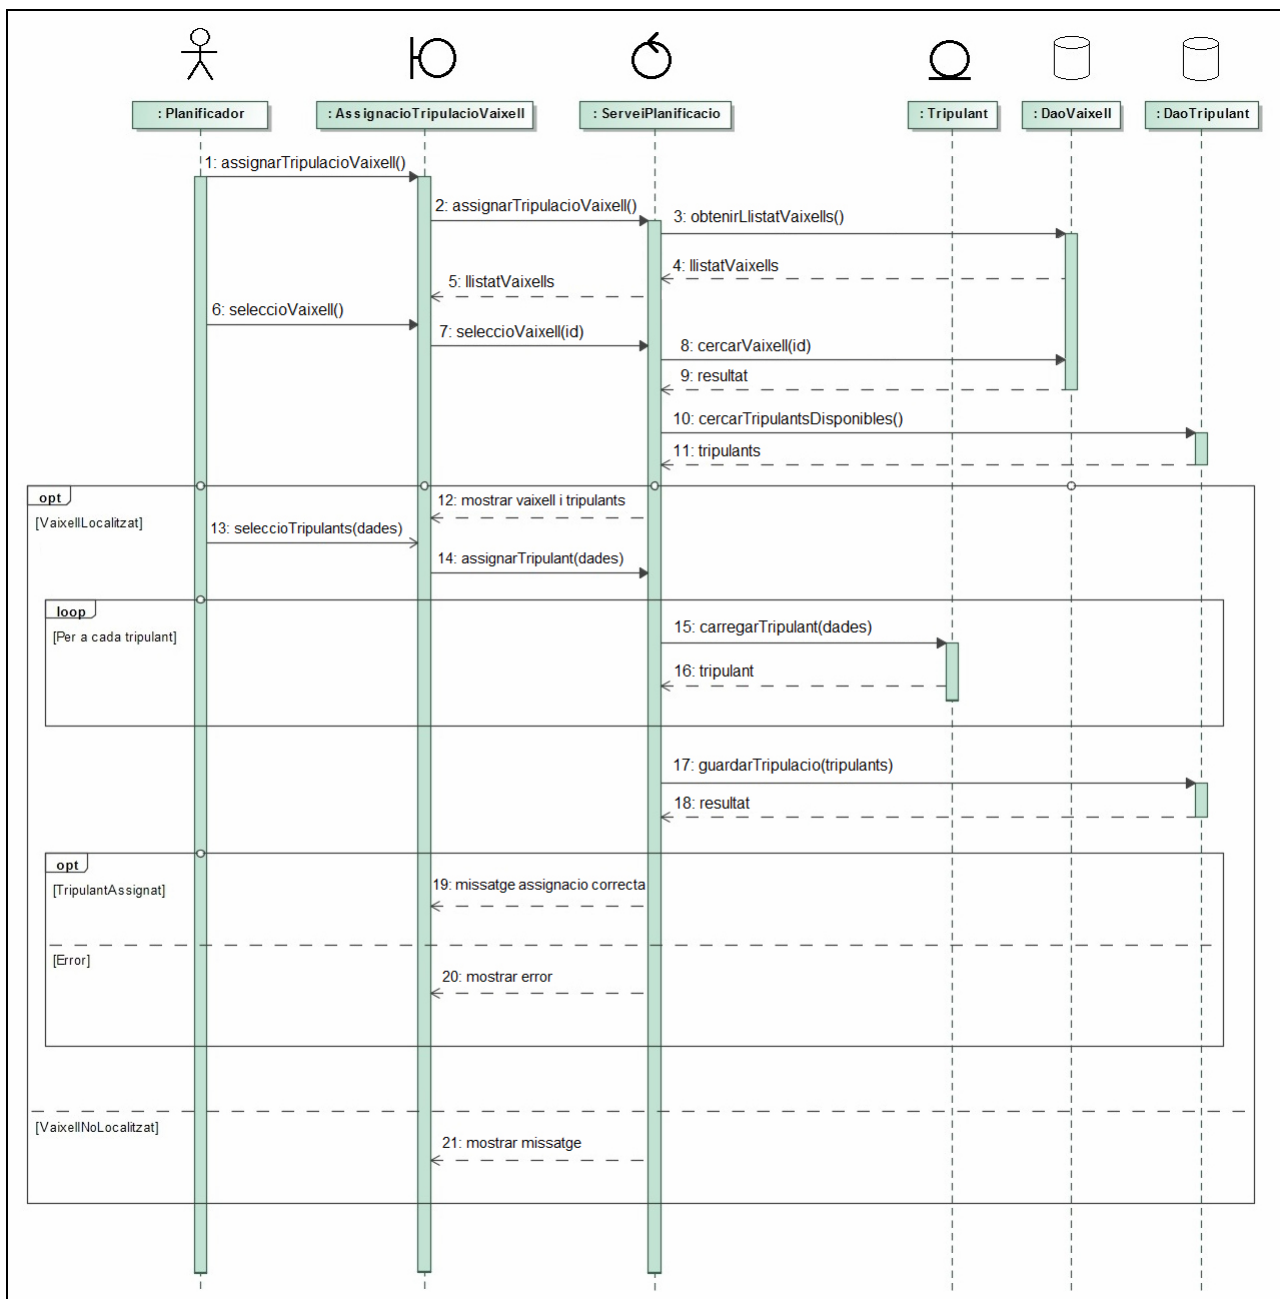 : Planificador
: AssignacioTripulacioVaixell
: ServeiPlanificacio
: Tripulant
: DaoVaixell
: DaoTripulant
1: assignarTripulacioVaixell()
2: assignarTripulacioVaixell()
3: obtenirLlistatVaixells()
4: llistatVaixells
5: llistatVaixells
6: seleccioVaixell()
7: seleccioVaixell(id)
8: cercarVaixell(id)
9: resultat
10: cercarTripulantsDisponibles()
11: tripulants
opt
[VaixellLocalitzat]
12: mostrar vaixell i tripulants
13: seleccioTripulants(dades)
14: assignarTripulant(dades)
loop
[Per a cada tripulant]
15: carregarTripulant(dades)
16: tripulant
17: guardarTripulacio(tripulants)
18: resultat
opt
[TripulantAssignat]
19: missatge assignacio correcta
[Error]
20: mostrar error
[VaixellNoLocalitzat]
21: mostrar missatge